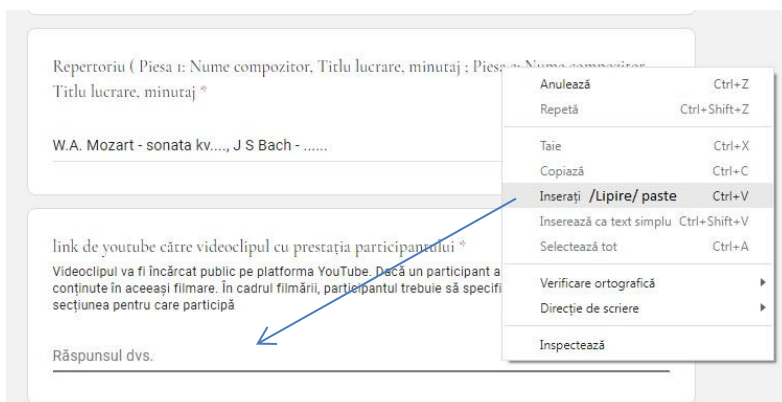 Repertoriu ( Piesa 1: Nume compozitor, Titlu lucrare, minutaj ; Piesa 2: Nume compozitor,
Titlu lucrare, minutaj *
W.A. Mozart - sonata kv...., J S Bach - ......
link de youtube către videoclipul cu prestația participantului *
Videoclipul va fi încărcat public pe platforma YouTube. Dacă un participant a
conținute în aceeași filmare. În cadrul filmării, participantul trebuie să specifi
secțiunea pentru care participă
Răspunsul dvs.
Anulează Ctrl+Z
Repetă Ctrl+Shift+Z
Taie Ctrl+X
Copiază Ctrl+C
Inserați /Lipire/ paste Ctrl+V
Inserează ca text simplu Ctrl+Shift+V
Selectează tot Ctrl+A
Verificare ortografică
Direcție de scriere
Inspectează